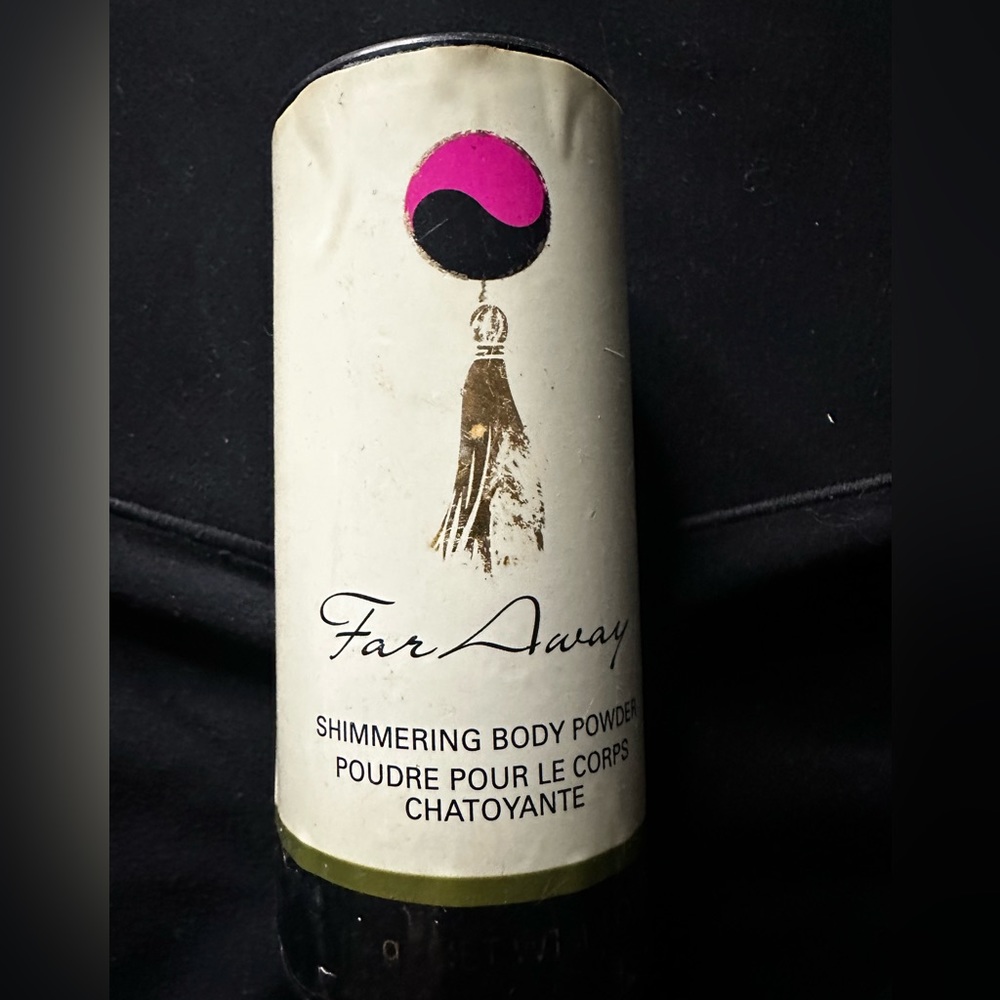 Far Away
SHIMMERING BODY POWDER
POUDRE POUR LE CORPS
CHATOYANTE